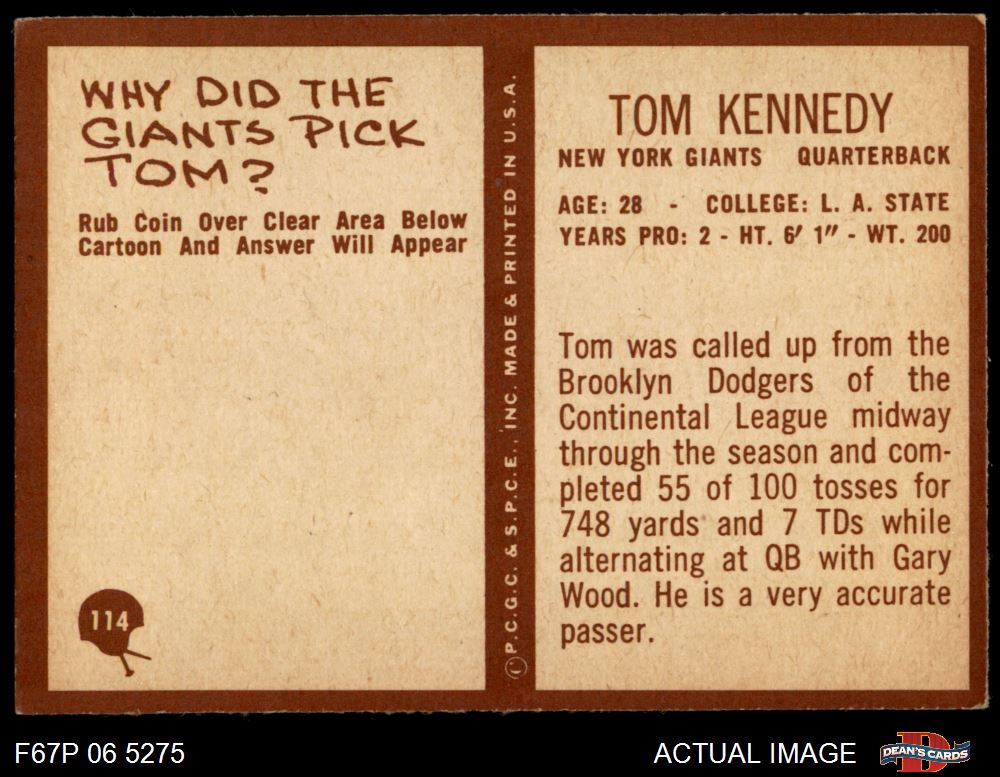 WHY DID THE
GIANTS PICK
TOM?
Rub Coin Over Clear Area Below
Cartoon And Answer Will Appear
114
©P.C.G.C. & S.P.C.E., INC. MADE & PRINTED IN U.S.A.
TOM KENNEDY
NEW YORK GIANTS QUARTERBACK
AGE: 28 - COLLEGE: L. A. STATE
YEARS PRO: 2 - HT. 6′ 1″ - WT. 200
Tom was called up from the
Brooklyn Dodgers of the
Continental League midway
through the season and com-
pleted 55 of 100 tosses for
748 yards and 7 TDs while
alternating at QB with Gary
Wood. He is a very accurate
passer.
F67P 06 5275
ACTUAL IMAGE
D
DEAN'S CARDS